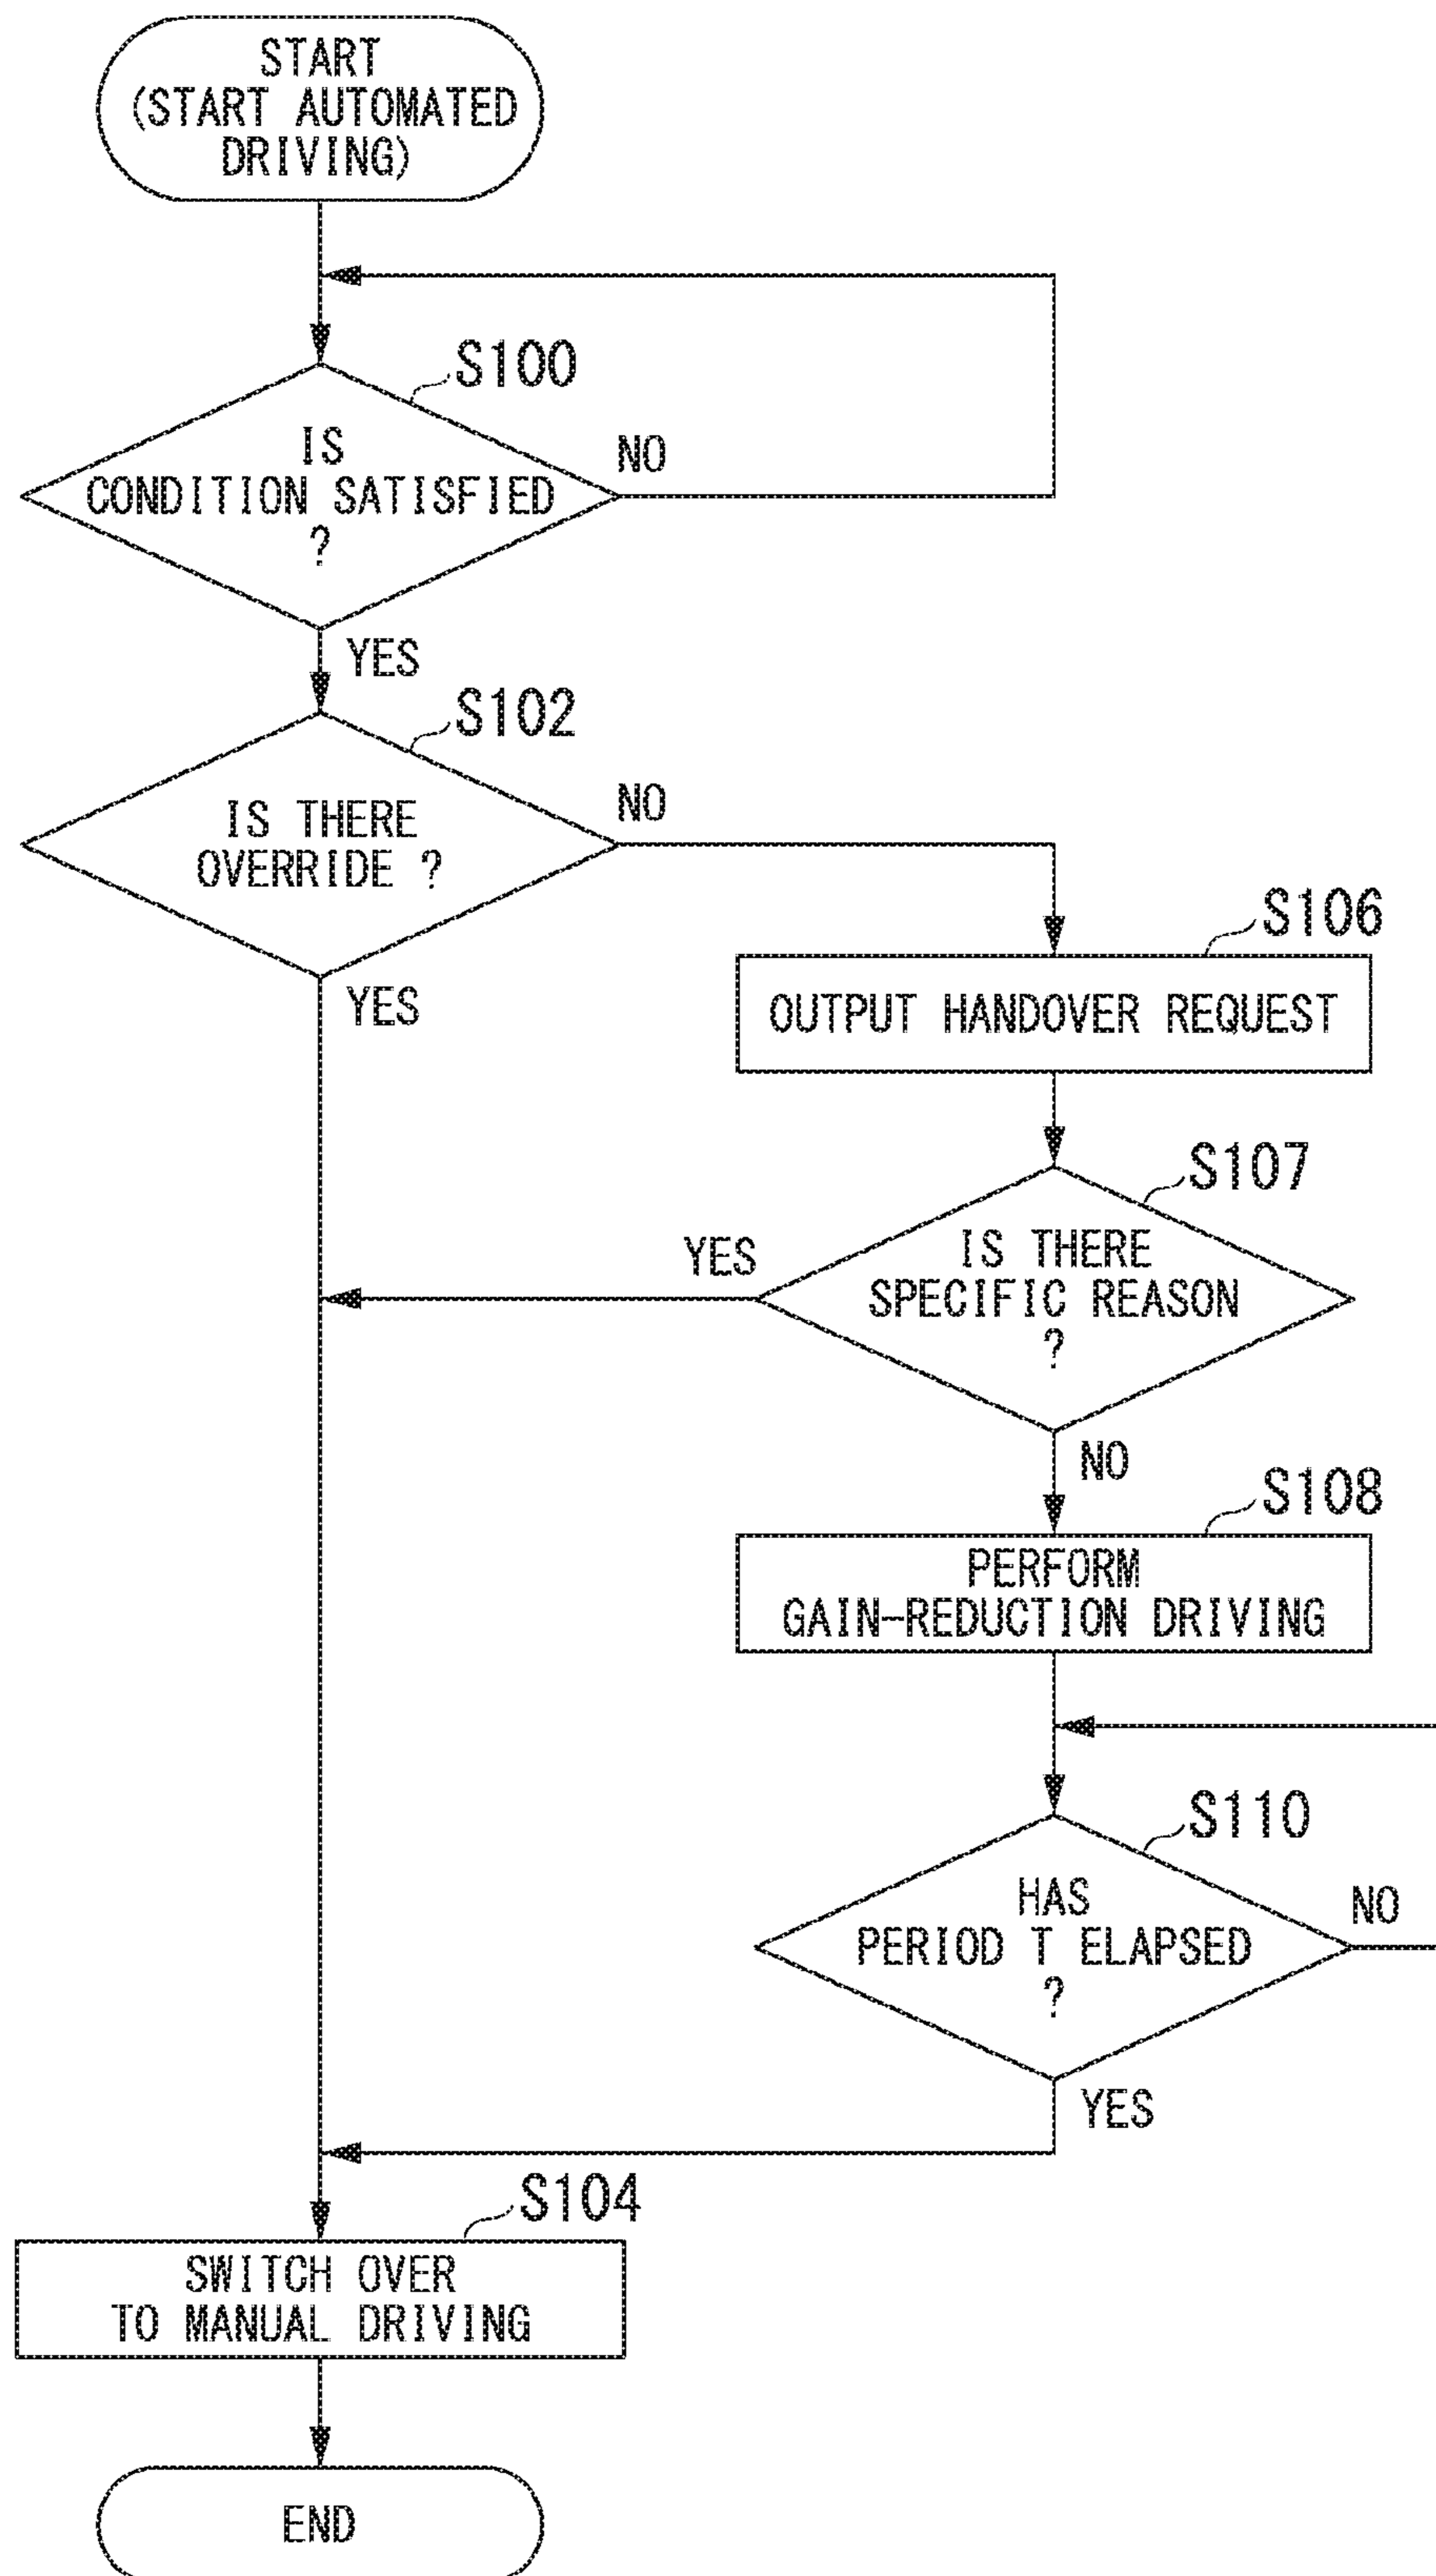 START
(START AUTOMATED
DRIVING)
S100
IS
CONDITION SATISFIED
?
NO
YES
S102
IS THERE
OVERRIDE ?
NO
YES
S106
OUTPUT HANDOVER REQUEST
S107
IS THERE
SPECIFIC REASON
?
YES
NO
S108
PERFORM
GAIN-REDUCTION DRIVING
S110
HAS
PERIOD T ELAPSED
?
NO
YES
S104
SWITCH OVER
TO MANUAL DRIVING
END